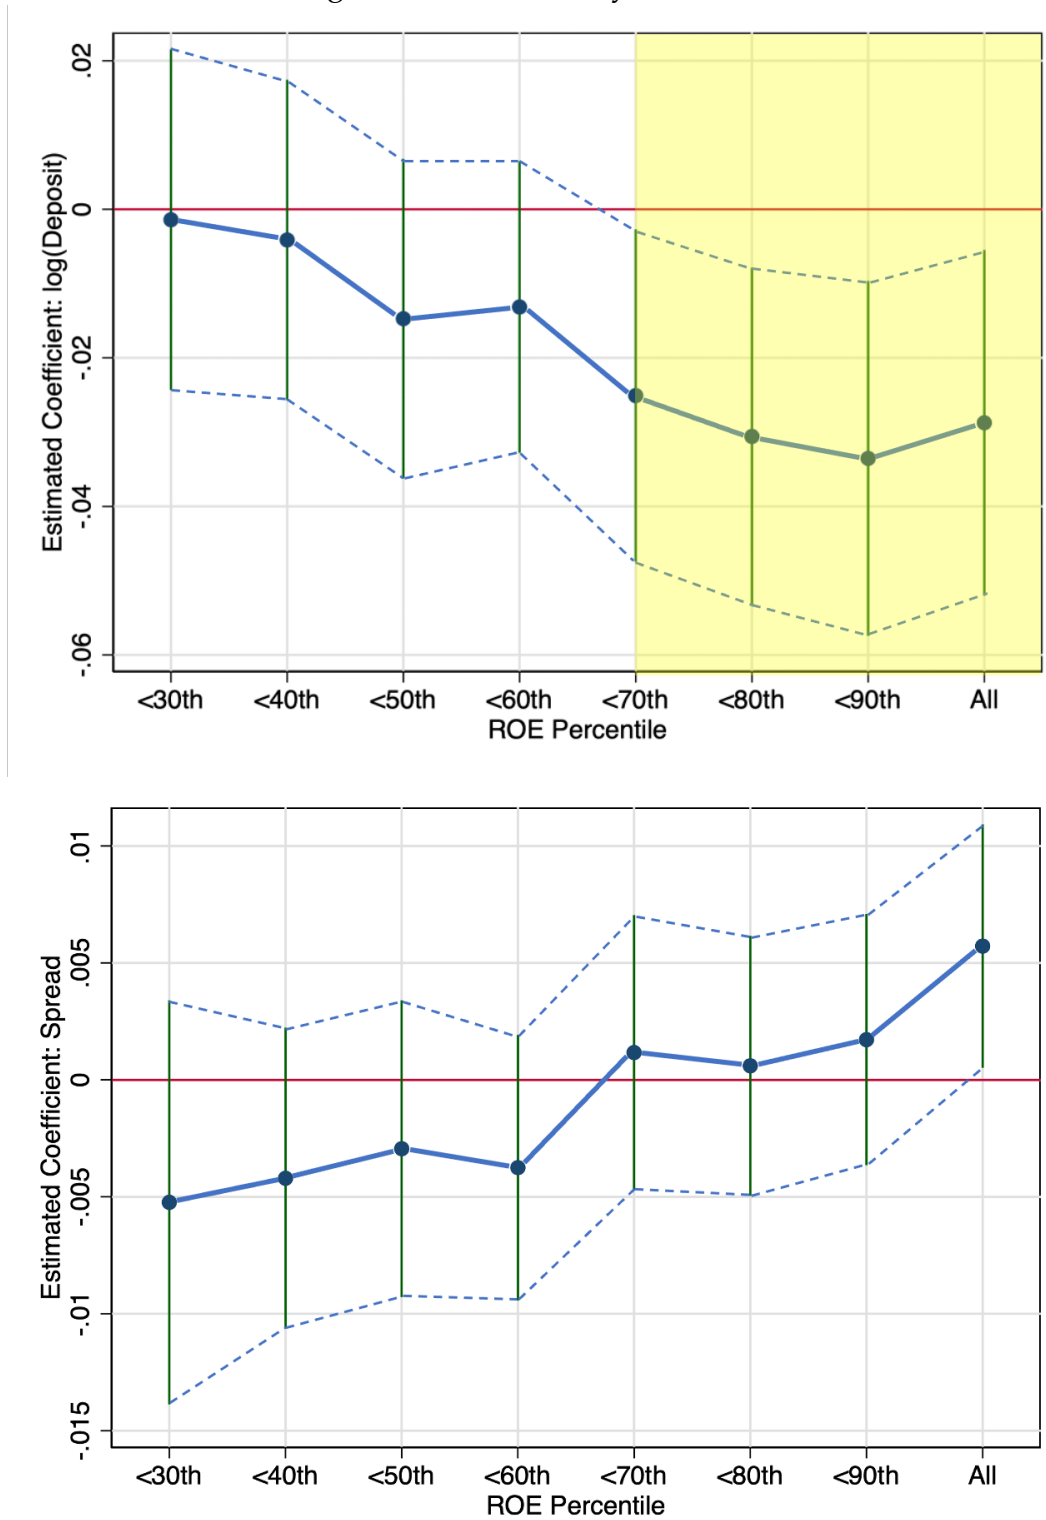 .02
0
-.02
-.04
-.06
Estimated Coefficient: log(Deposit)
<30th <40th <50th <60th <70th <80th <90th All
ROE Percentile
.01
.005
0
-.005
-.01
-.015
Estimated Coefficient: Spread
<30th <40th <50th <60th <70th <80th <90th All
ROE Percentile